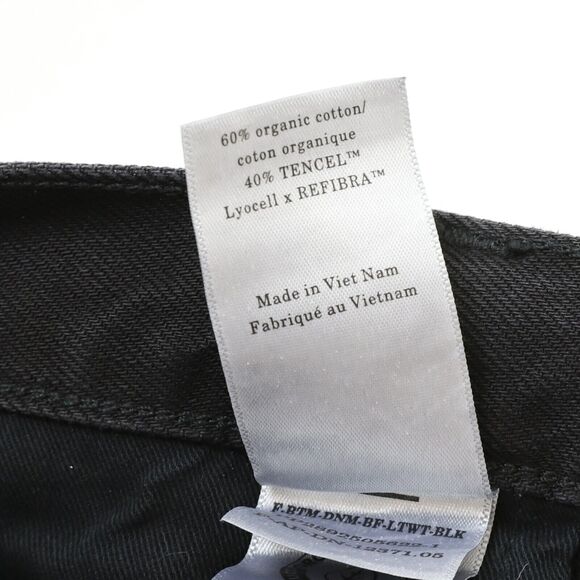 60% organic cotton/
coton organique
40% TENCEL™
Lyocell x REFIBRA™
Made in Viet Nam
Fabriqué au Vietnam
F-BTM-DNM-BF-LTWT-BLK